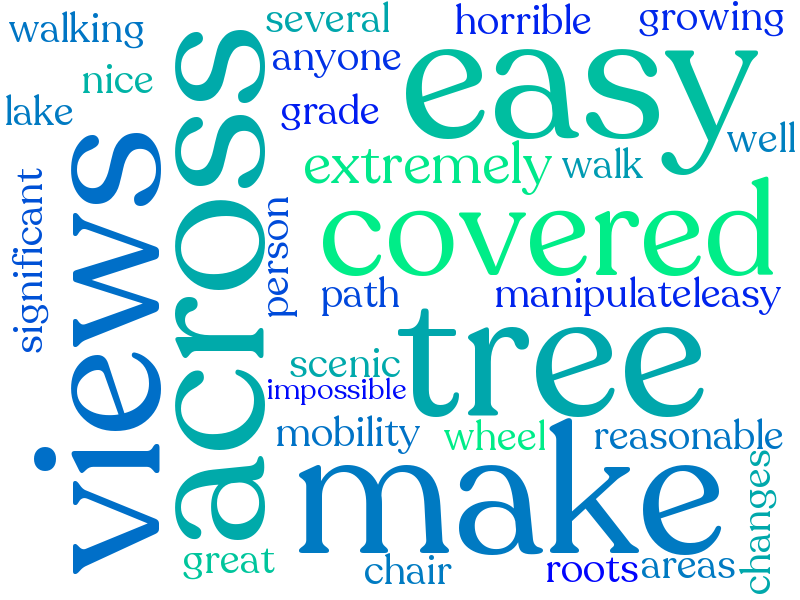 walking
several
horrible
growing
nice
anyone
easy
lake
grade
well
views
across
extremely
walk
significant
person
covered
path
manipulateleasy
tree
scenic
impossible
mobility
wheel
reasonable
make
changes
great
chair
roots
areas